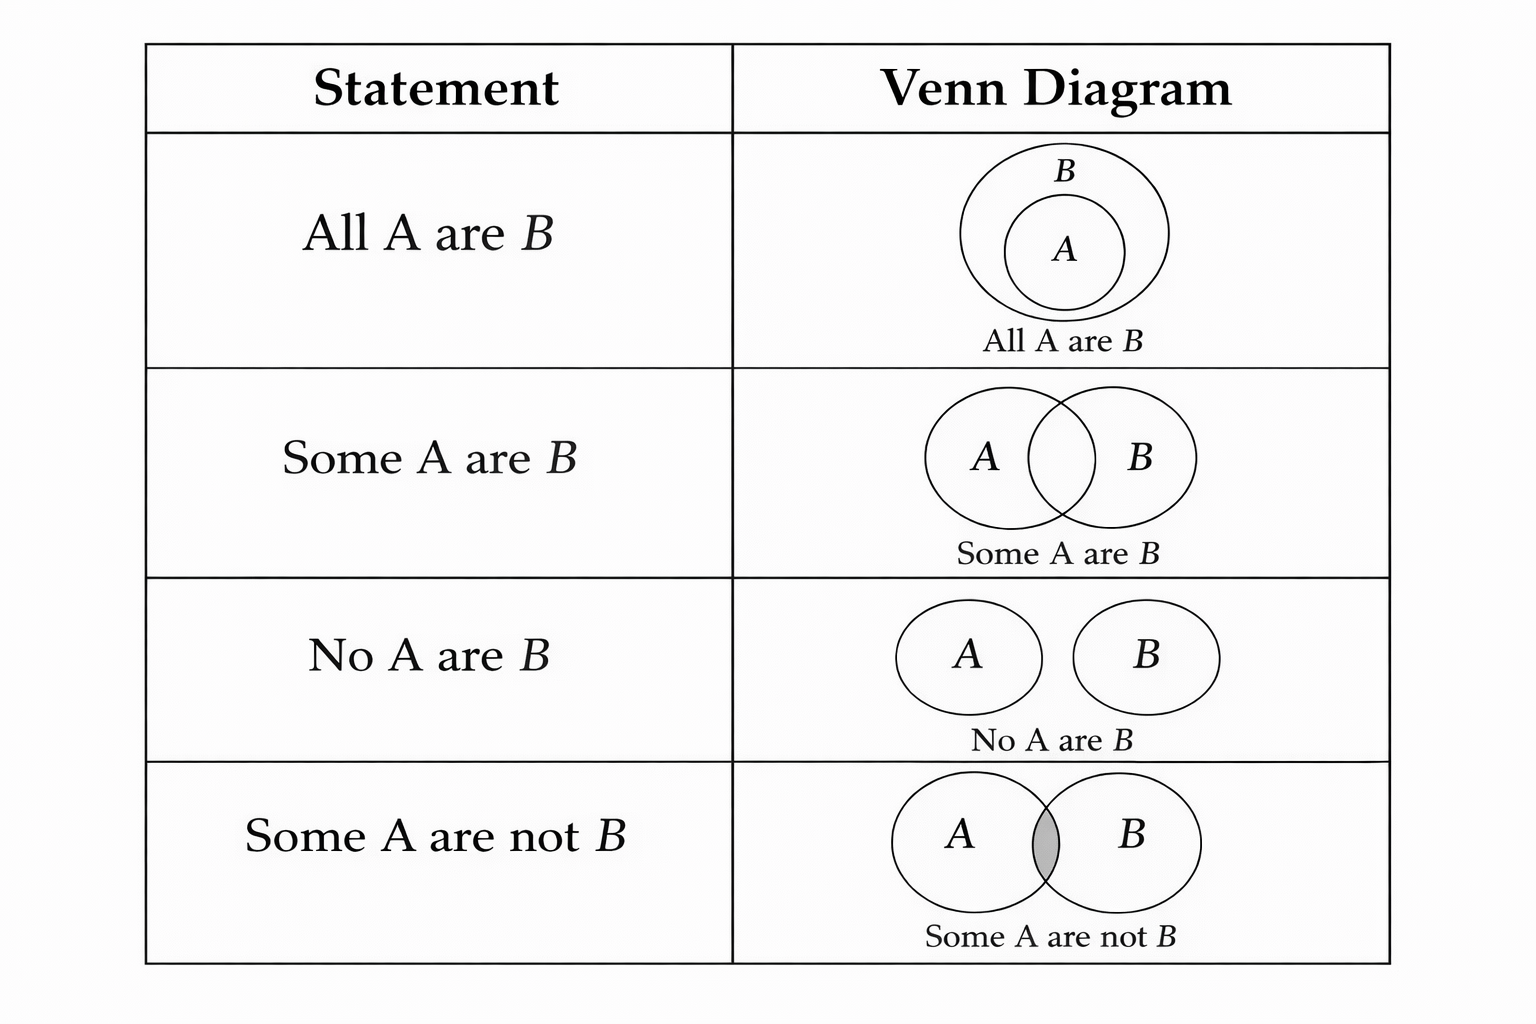 Statement
Venn Diagram
All A are B
B
A
All A are B
Some A are B
A B
Some A are B
No A are B
A B
No A are B
Some A are not B
A B
Some A are not B